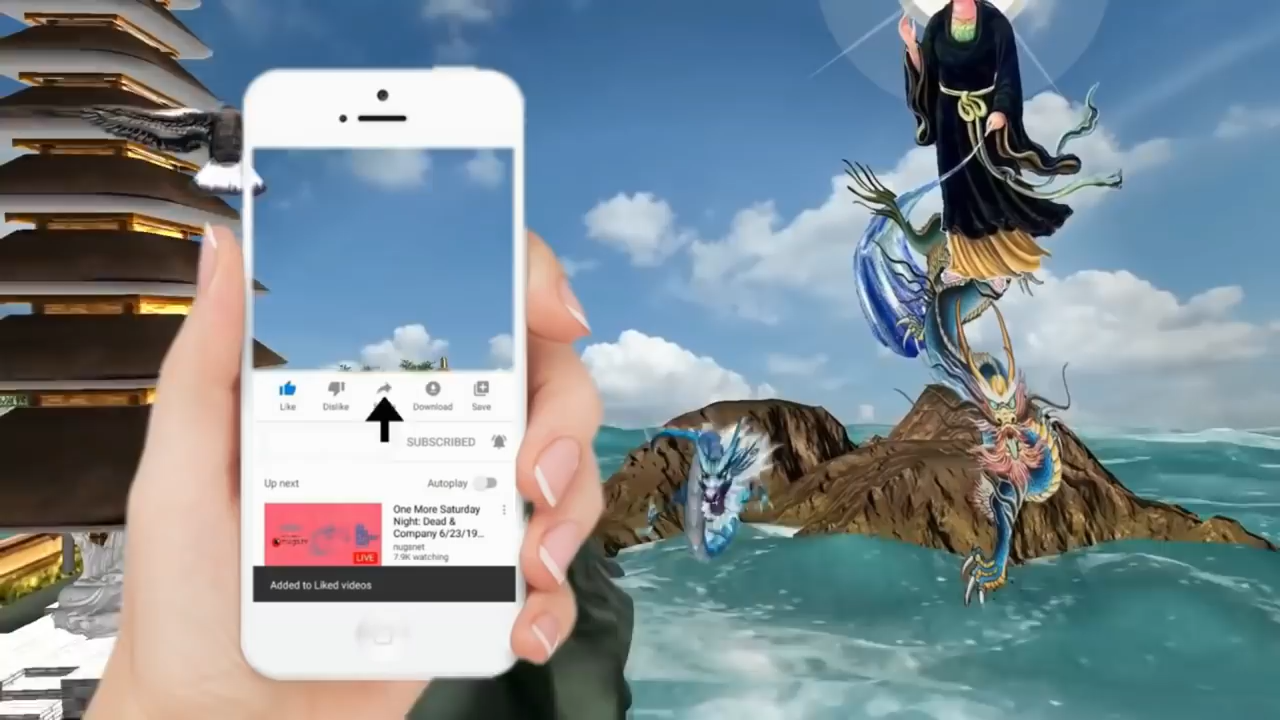 Like
Dislike
Download
Save
SUBSCRIBED
Up next
Autoplay
One More Saturday
Night: Dead &
Company 6/23/19...
nugsnet
7.9K watching
LIVE
Added to Liked videos